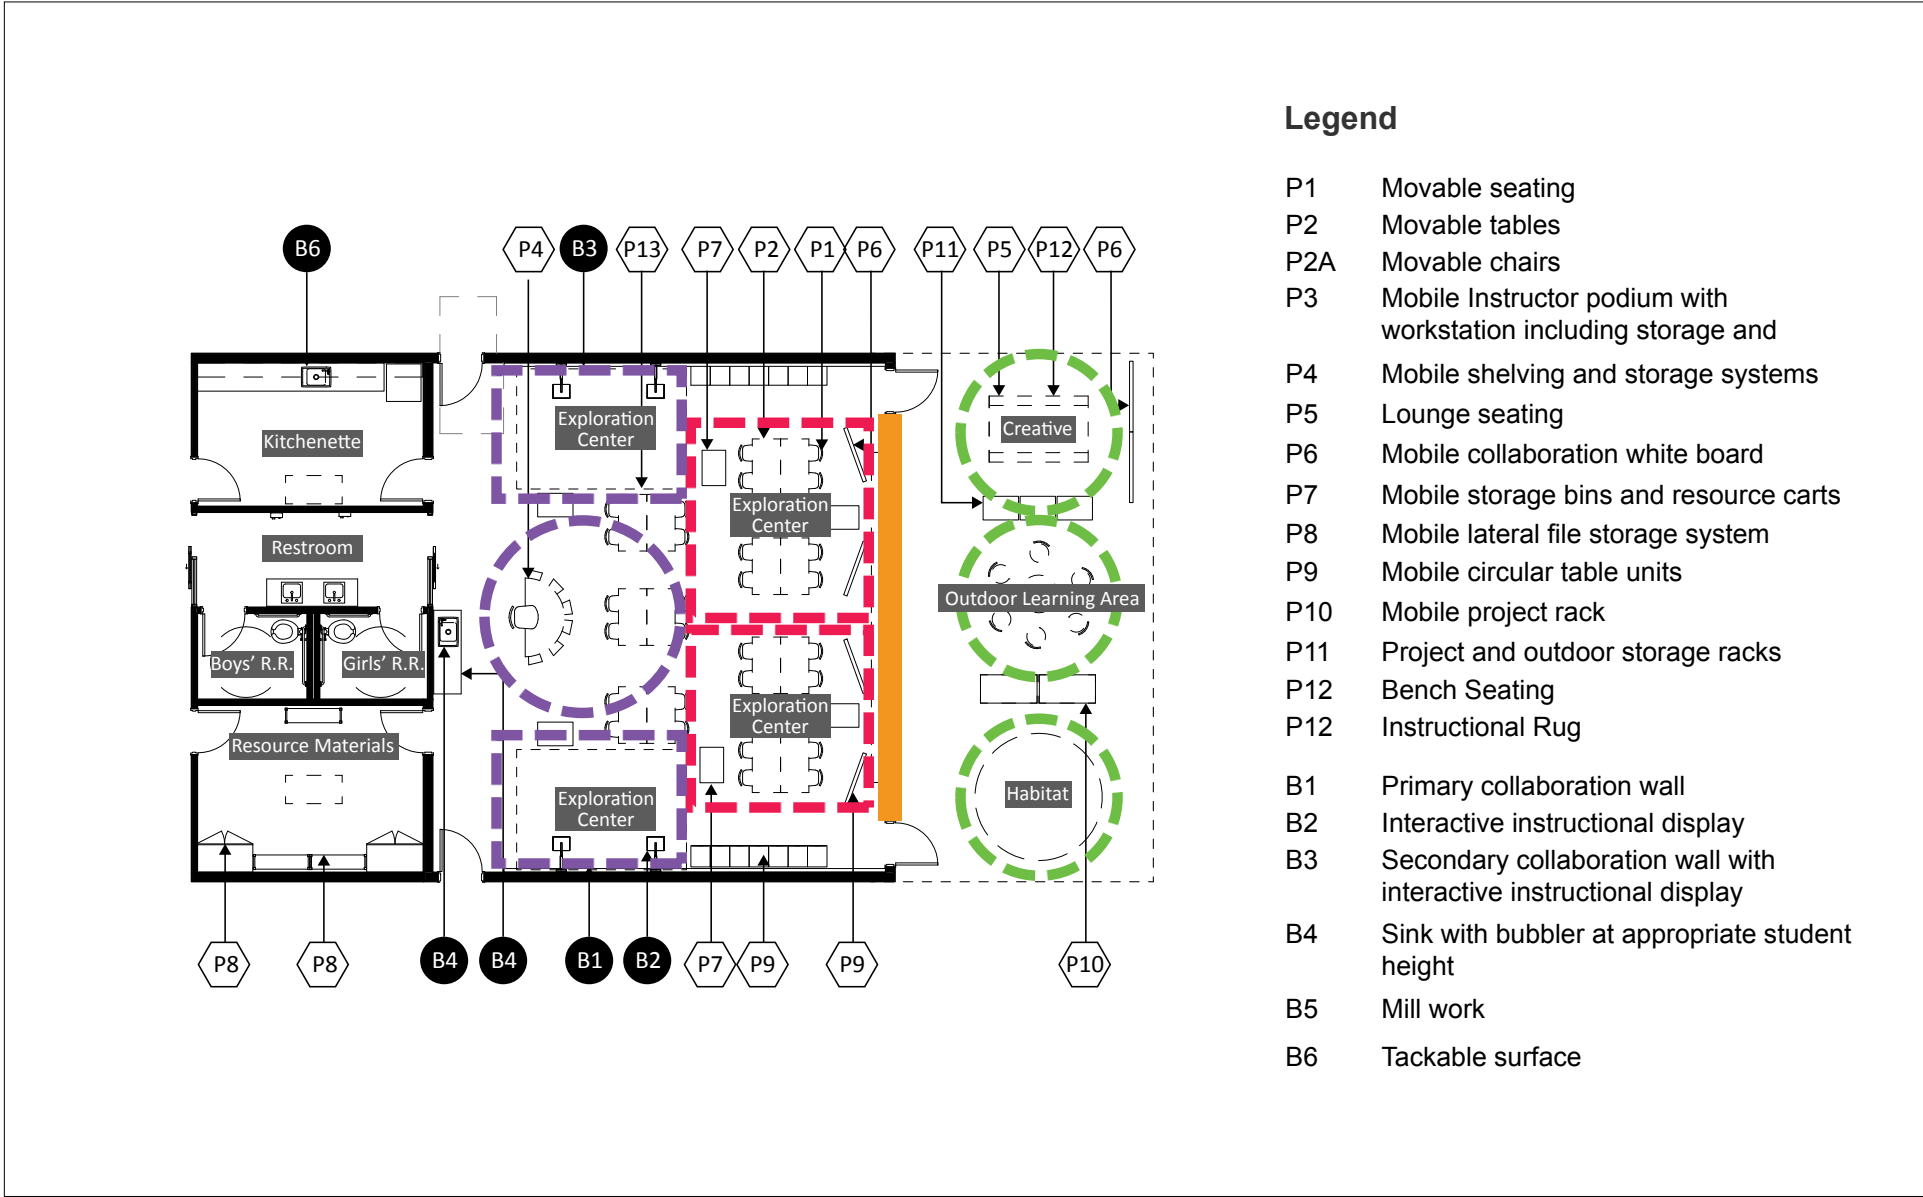 Legend
P1 Movable seating
P2 Movable tables
P2A Movable chairs
P3 Mobile Instructor podium with
workstation including storage and
P4 Mobile shelving and storage systems
P5 Lounge seating
P6 Mobile collaboration white board
P7 Mobile storage bins and resource carts
P8 Mobile lateral file storage system
P9 Mobile circular table units
P10 Mobile project rack
P11 Project and outdoor storage racks
P12 Bench Seating
P12 Instructional Rug
B1 Primary collaboration wall
B2 Interactive instructional display
B3 Secondary collaboration wall with
interactive instructional display
B4 Sink with bubbler at appropriate student
height
B5 Mill work
B6 Tackable surface
B6 P4 B3 P13 P7 P2 P1 P6 P11 P5 P12 P6
Kitchenette
Exploration
Center
Creative
Exploration
Center
Restroom
Outdoor Learning Area
Boys' R.R. Girls' R.R.
Exploration
Center
Resource Materials
Exploration
Center
Habitat
P8 P8 B4 B4 B1 B2 P7 P9 P9 P10